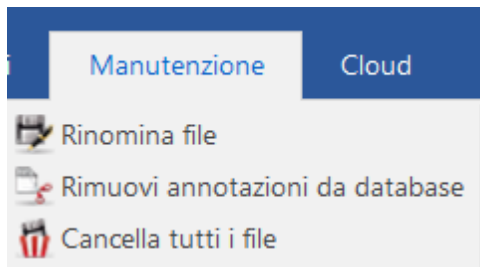 Manutenzione Cloud
Rinomina file
Rimuovi annotazioni da database
Cancella tutti i file